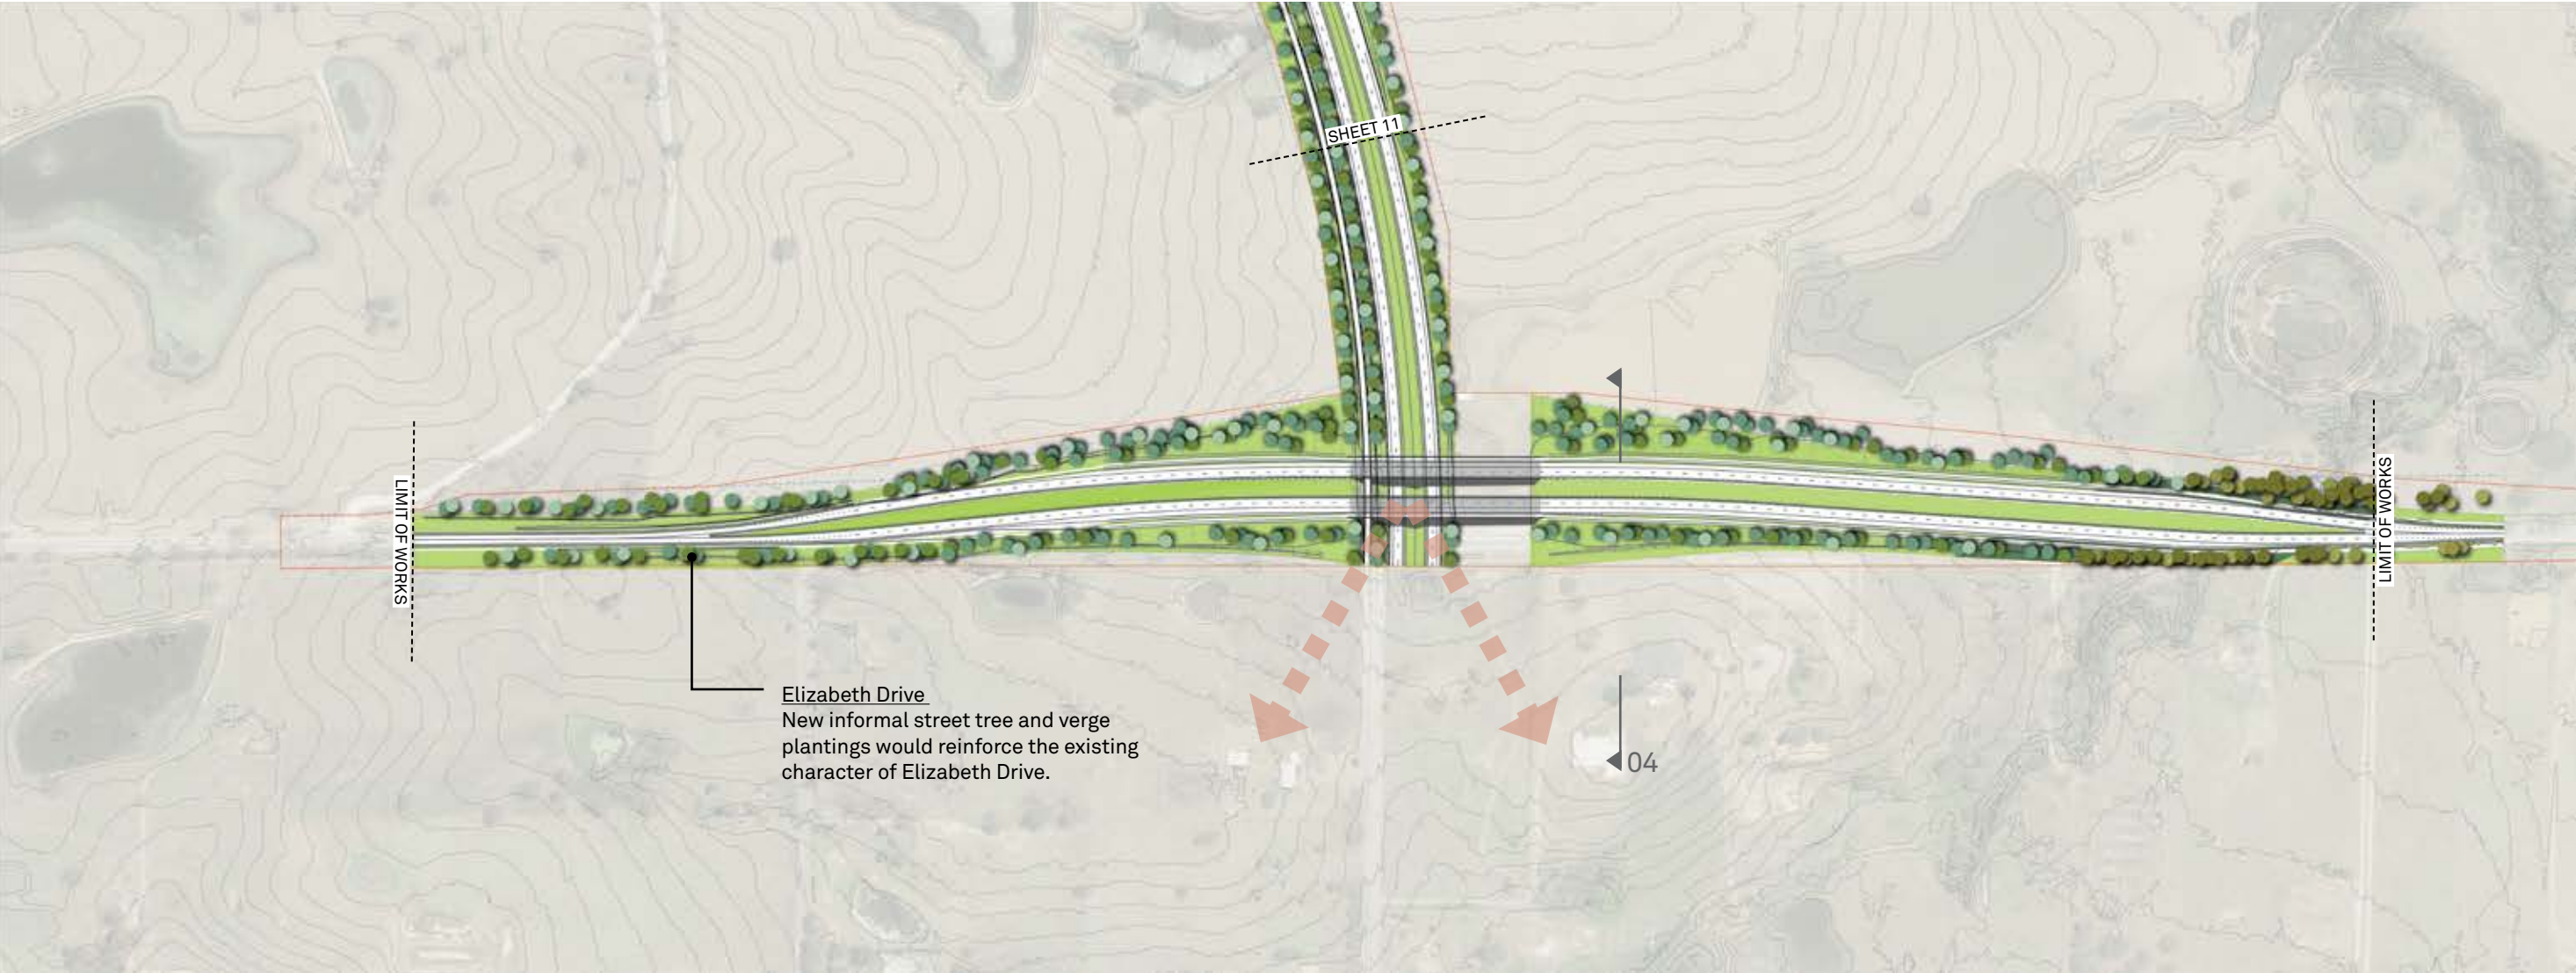 SHEET 11
LIMIT OF WORKS
LIMIT OF WORKS
Elizabeth Drive
New informal street tree and verge
plantings would reinforce the existing
character of Elizabeth Drive.
04